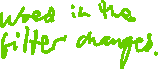 used in the
filter changes.